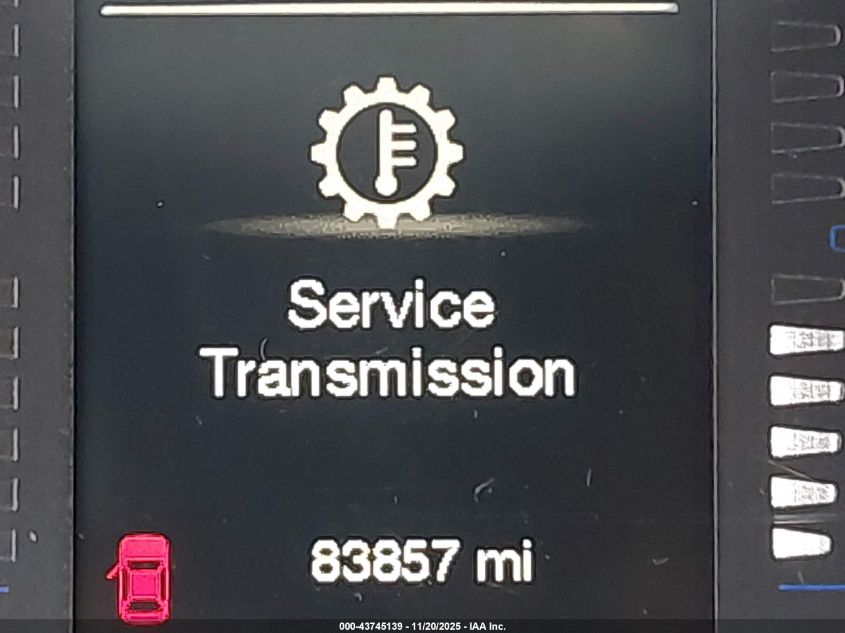 Service
Transmission
83857 mi
000-43745139 - 11/20/2025 - IAA Inc.